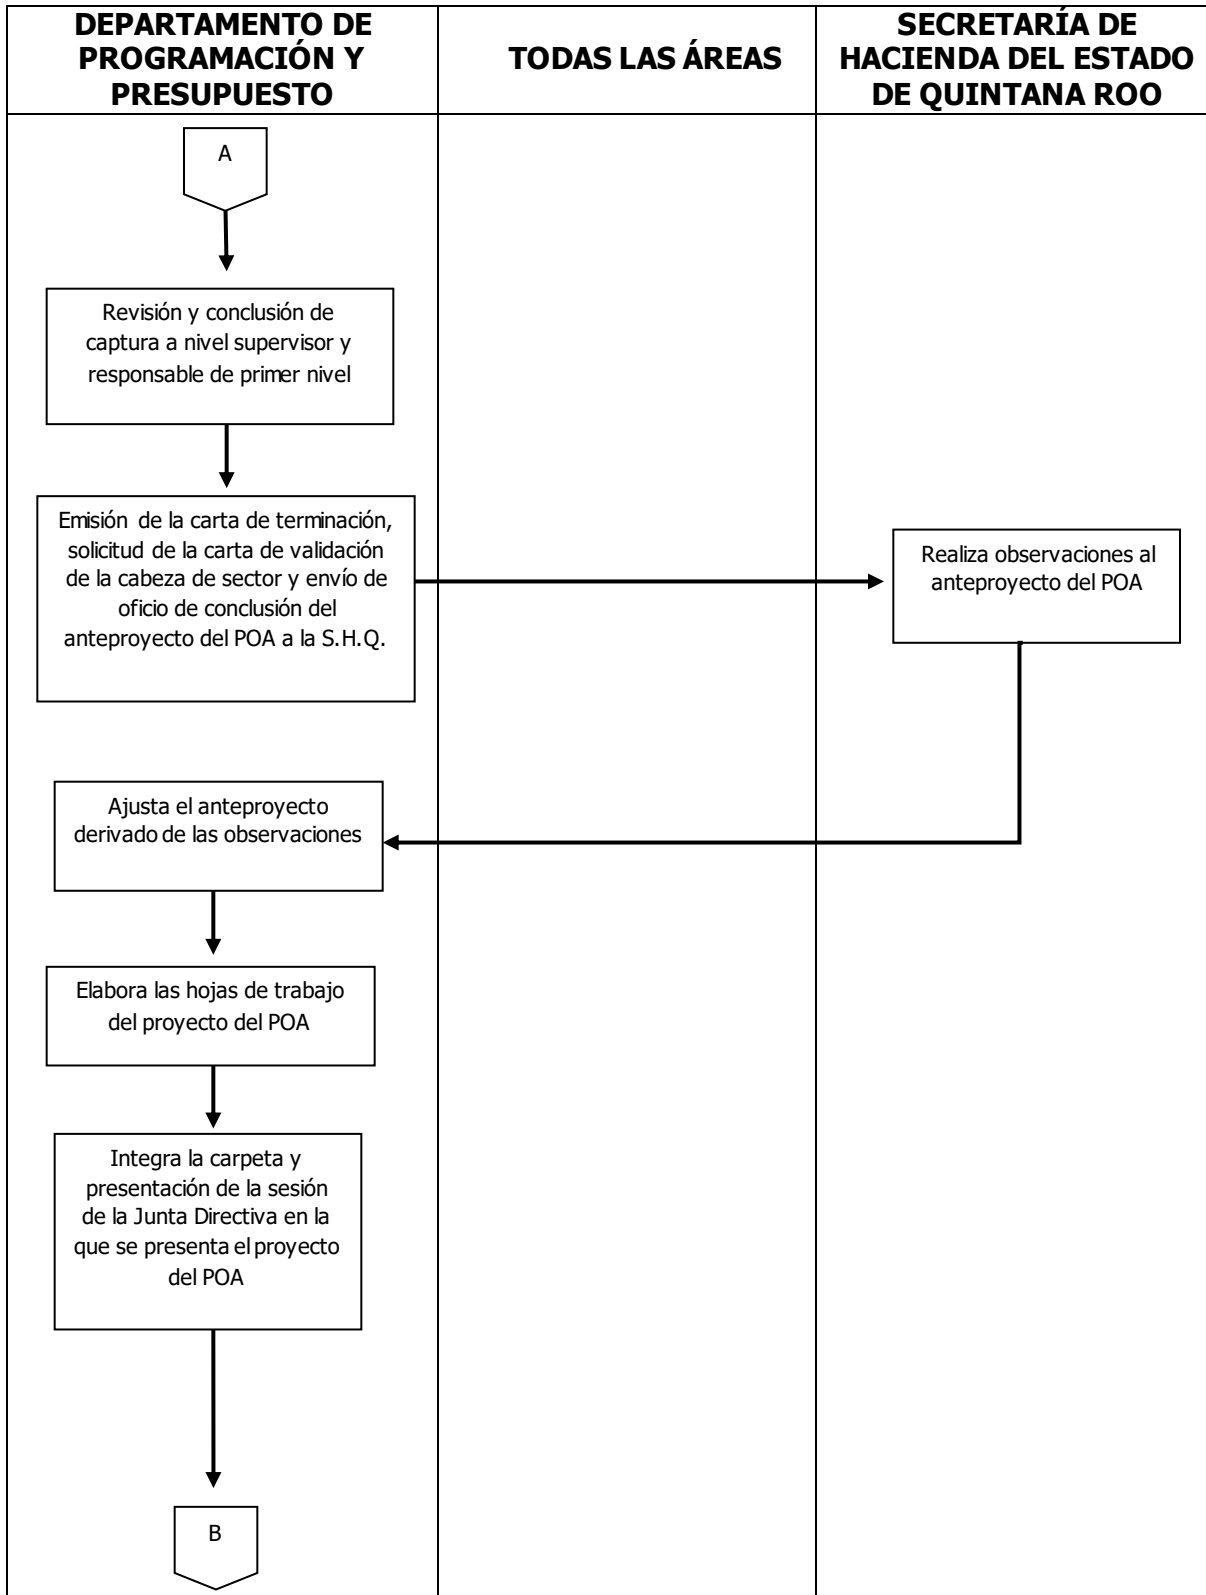 DEPARTAMENTO DE
PROGRAMACIÓN Y
PRESUPUESTO
TODAS LAS ÁREAS
SECRETARÍA DE
HACIENDA DEL ESTADO
DE QUINTANA ROO
A
Revisión y conclusión de
captura a nivel supervisor y
responsable de primer nivel
Emisión de la carta de terminación,
solicitud de la carta de validación
de la cabeza de sector y envío de
oficio de conclusión del
anteproyecto del POA a la S.H.Q.
Realiza observaciones al
anteproyecto del POA
Ajusta el anteproyecto
derivado de las observaciones
Elabora las hojas de trabajo
del proyecto del POA
Integra la carpeta y
presentación de la sesión
de la Junta Directiva en la
que se presenta el proyecto
del POA
B